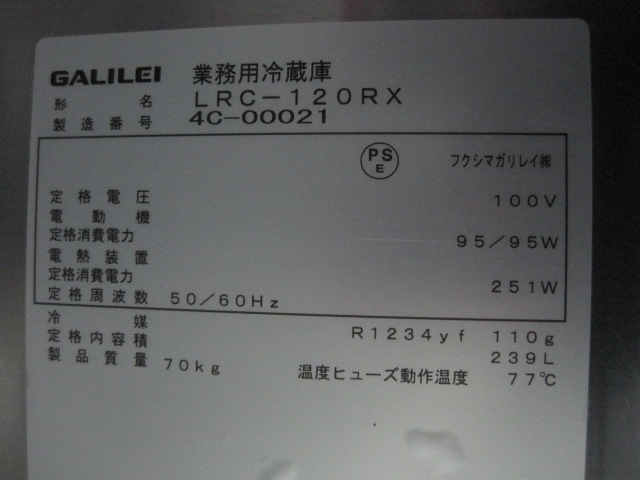 GALILEI 業務用冷蔵庫
形名 LRC-120RX
製造番号 4C-00021
PS
E フクシマガリレイ㈱
定格電圧 100V
電動機
定格消費電力 95/95W
電熱装置
定格消費電力 251W
定格周波数 50/60Hz
冷媒 R1234yf 110g
定格内容積 239L
製品質量 70kg 温度ヒューズ動作温度 77℃